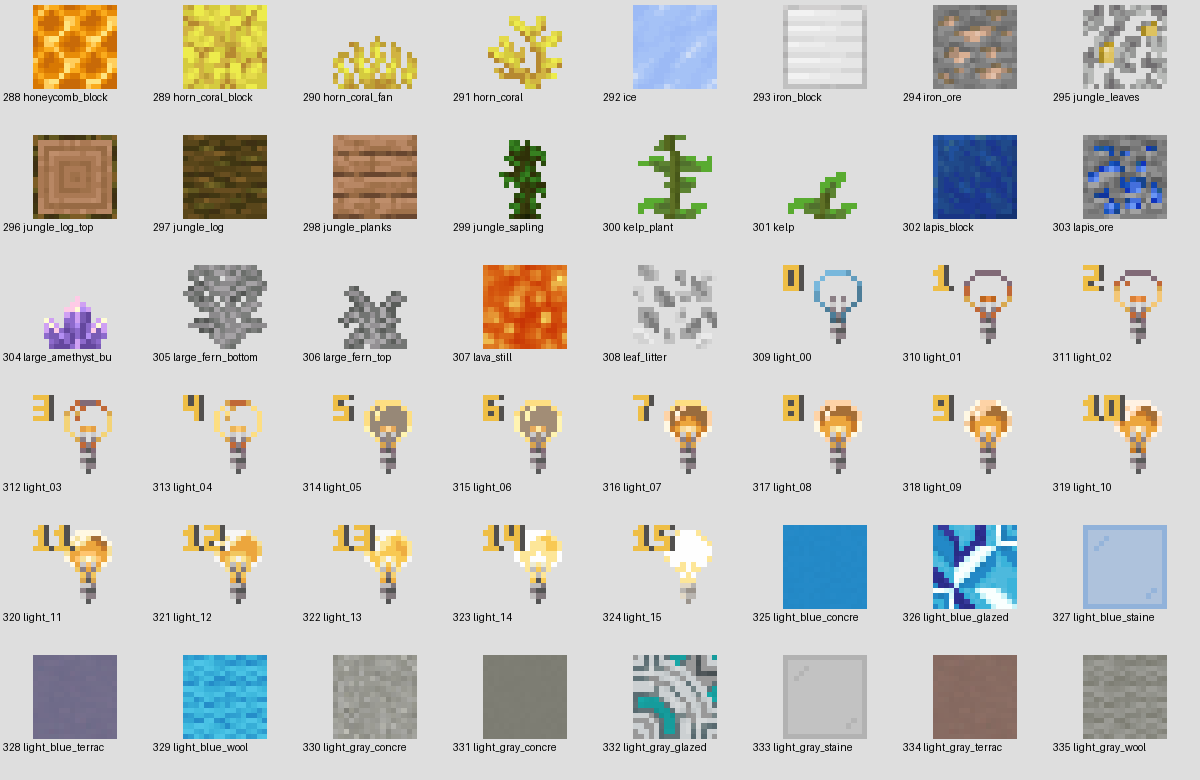 288 honeycomb_block 289 horn_coral_block 290 horn_coral_fan 291 horn_coral 292 ice 293 iron_block 294 iron_ore 295 jungle_leaves
296 jungle_log_top 297 jungle_log 298 jungle_planks 299 jungle_sapling 300 kelp_plant 301 kelp 302 lapis_block 303 lapis_ore
0 1 2
304 large_amethyst_bu 305 large_fern_bottom 306 large_fern_top 307 lava_still 308 leaf_litter 309 light_00 310 light_01 311 light_02
3 4 5 6 7 8 9 10
312 light_03 313 light_04 314 light_05 315 light_06 316 light_07 317 light_08 318 light_09 319 light_10
11 12 13 14 15
320 light_11 321 light_12 322 light_13 323 light_14 324 light_15 325 light_blue_concre 326 light_blue_glazed 327 light_blue_staine
328 light_blue_terrac 329 light_blue_wool 330 light_gray_concre 331 light_gray_concre 332 light_gray_glazed 333 light_gray_staine 334 light_gray_terrac 335 light_gray_wool